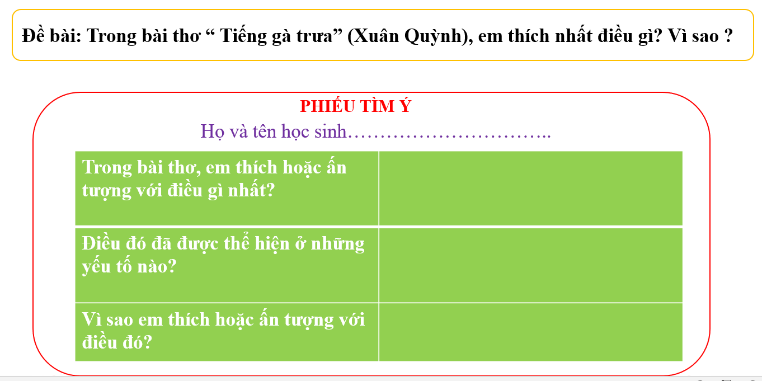 Đề bài: Trong bài thơ “ Tiếng gà trưa” (Xuân Quỳnh), em thích nhất điều gì? Vì sao ?
PHIẾU TÌM Ý
Họ và tên học sinh…………………………..
Trong bài thơ, em thích hoặc ấn
tượng với điều gì nhất?
Điều đó đã được thể hiện ở những
yếu tố nào?
Vì sao em thích hoặc ấn tượng với
điều đó?